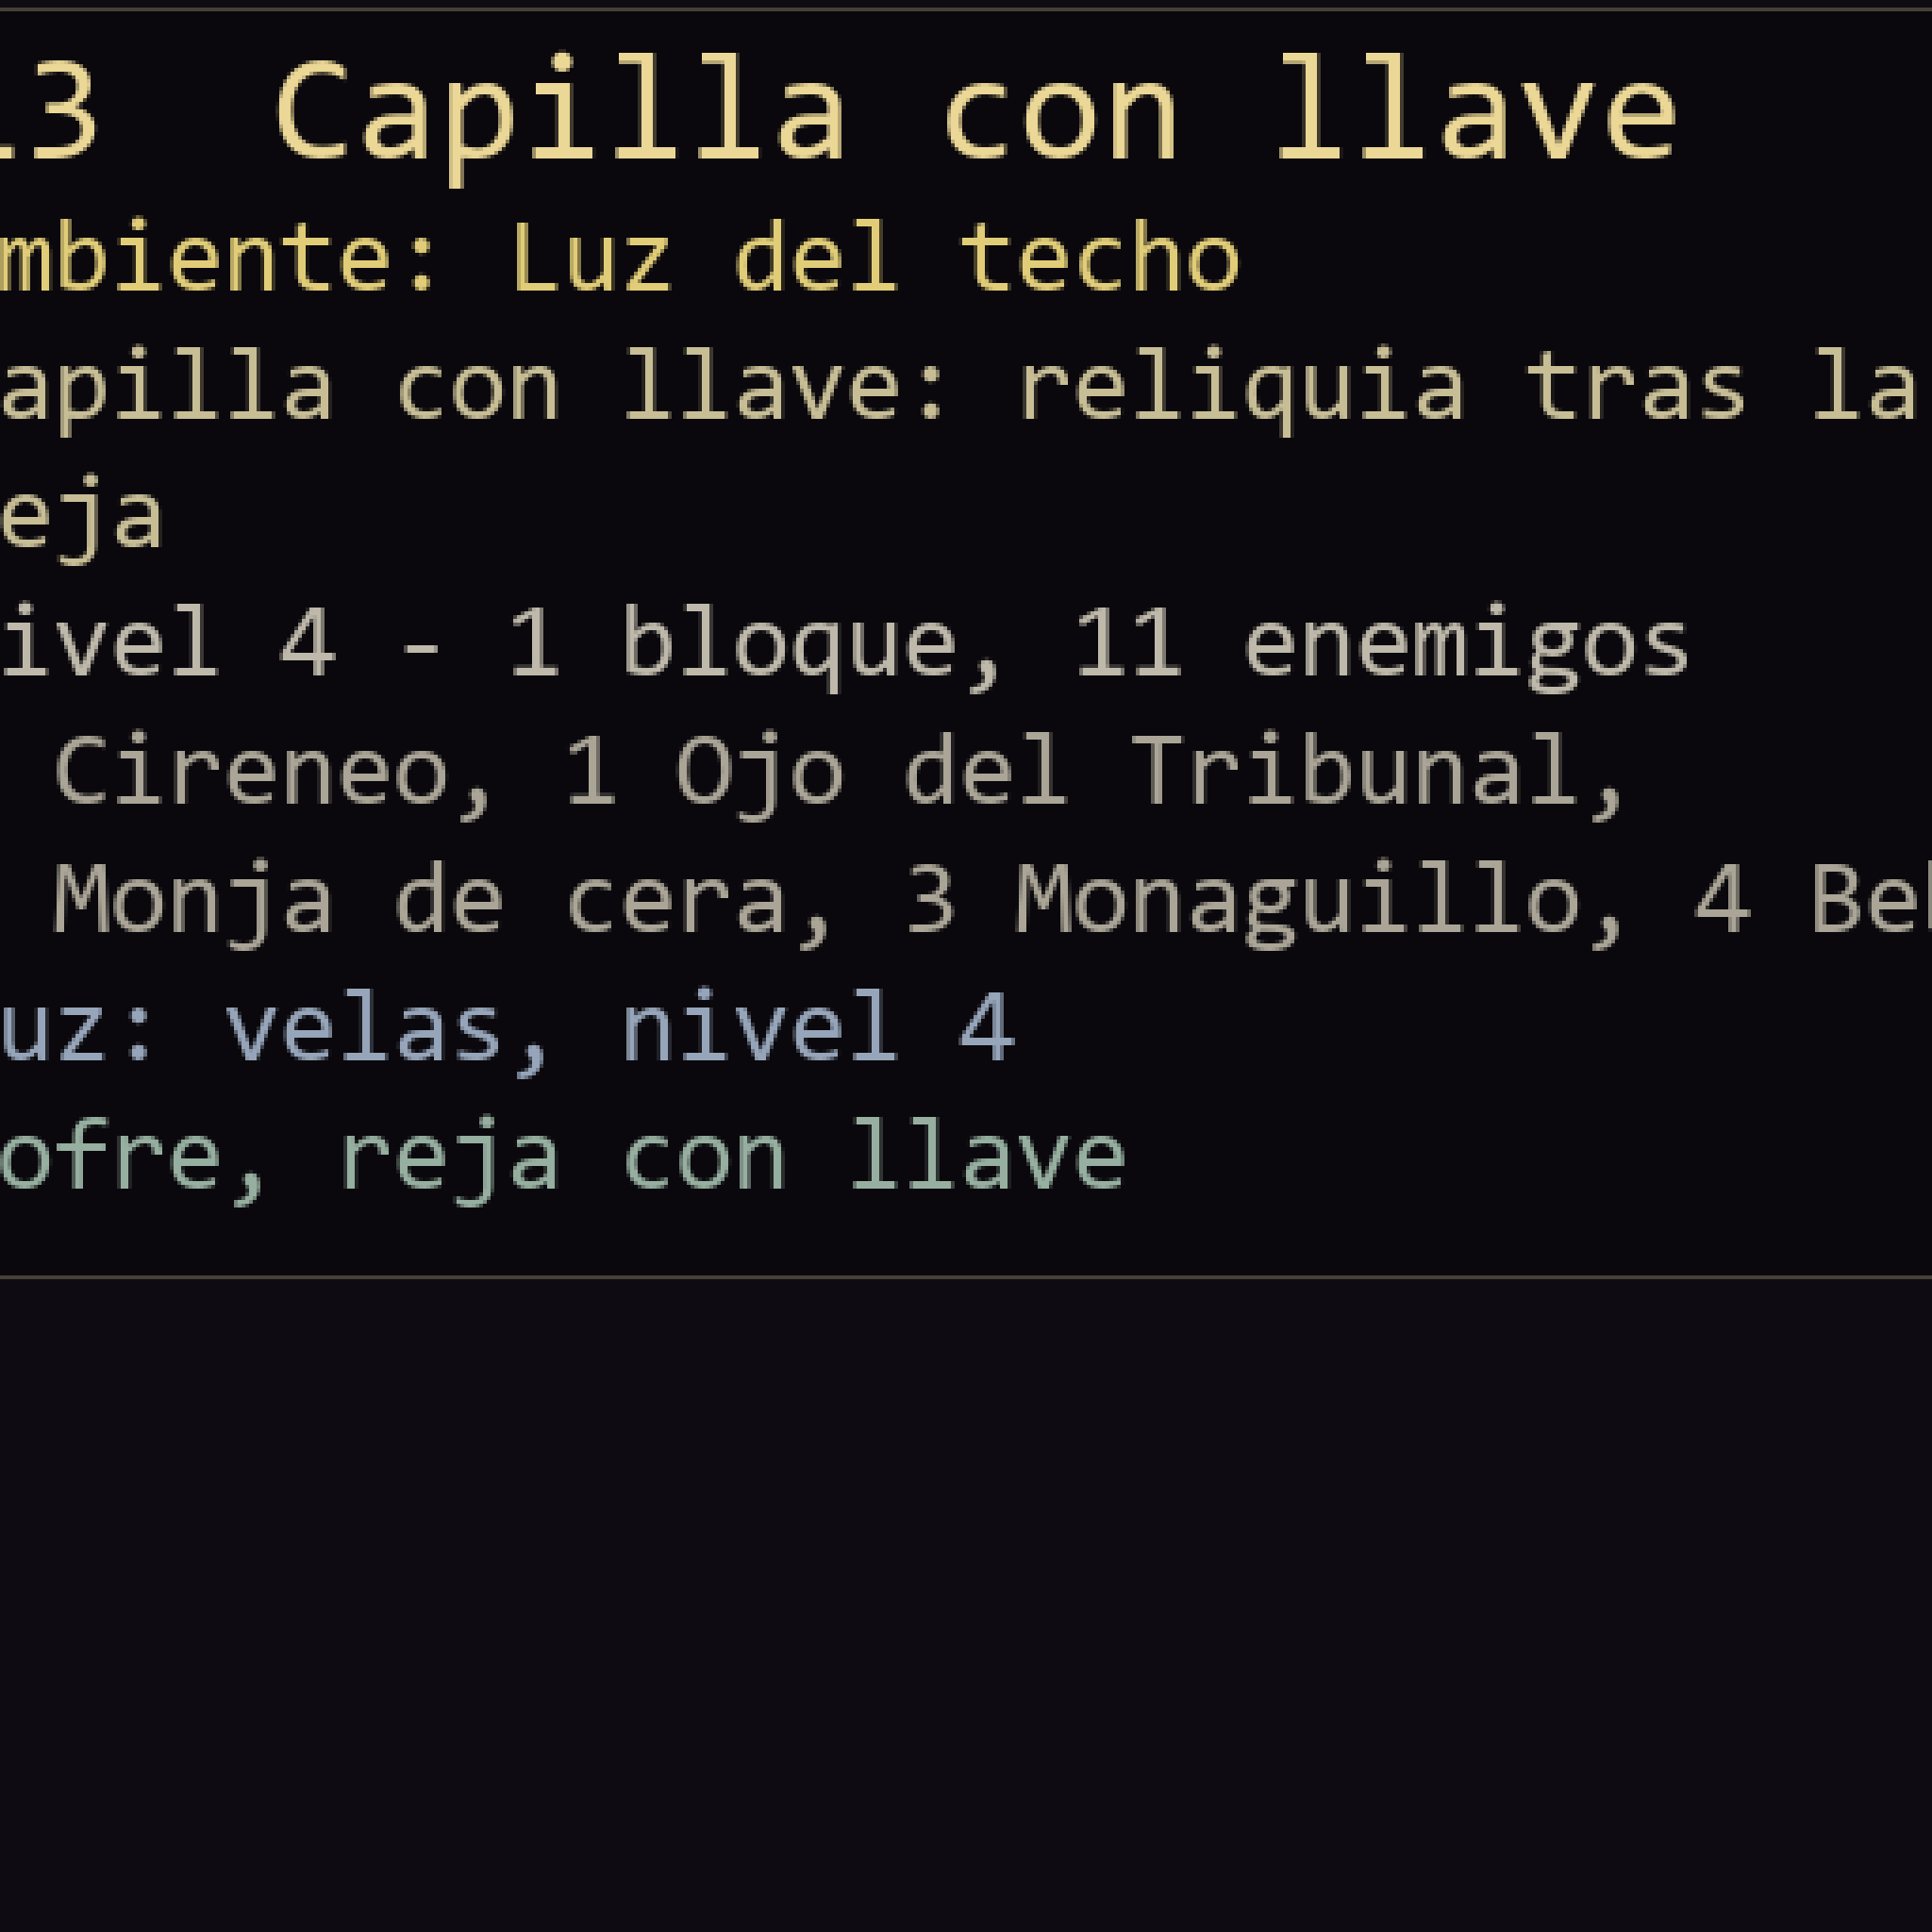 13 Capilla con llave
mbiente: Luz del techo
apilla con llave: reliquia tras la
eja
ivel 4 - 1 bloque, 11 enemigos
Cireneo, 1 Ojo del Tribunal,
Monja de cera, 3 Monaguillo, 4
uz: velas, nivel 4
ofre, reja con llave